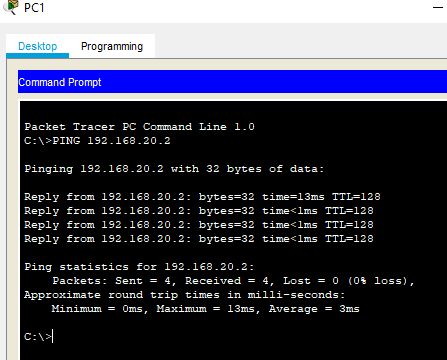 PC1
Desktop
Programming
Command Prompt
Packet Tracer PC Command Line 1.0
C:\>PING 192.168.20.2
Pinging 192.168.20.2 with 32 bytes of data:
Reply from 192.168.20.2: bytes=32 time=13ms TTL=128
Reply from 192.168.20.2: bytes=32 time<1ms TTL=128
Reply from 192.168.20.2: bytes=32 time<1ms TTL=128
Reply from 192.168.20.2: bytes=32 time<1ms TTL=128
Ping statistics for 192.168.20.2:
Packets: Sent = 4, Received = 4, Lost = 0 (0% loss),
Approximate round trip times in milli-seconds:
Minimum = 0ms, Maximum = 13ms, Average = 3ms
C:\>